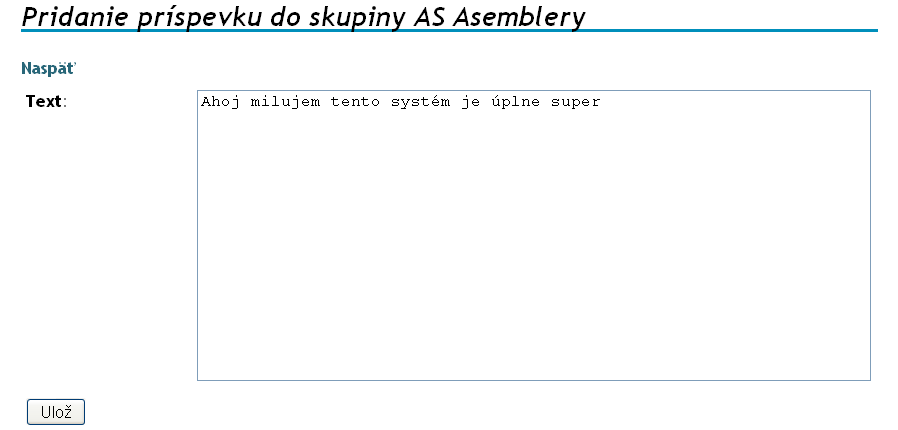 Pridanie príspevku do skupiny AS Asemblery
Naspäť
Text:
Ahoj milujem tento systém je úplne super
Ulož